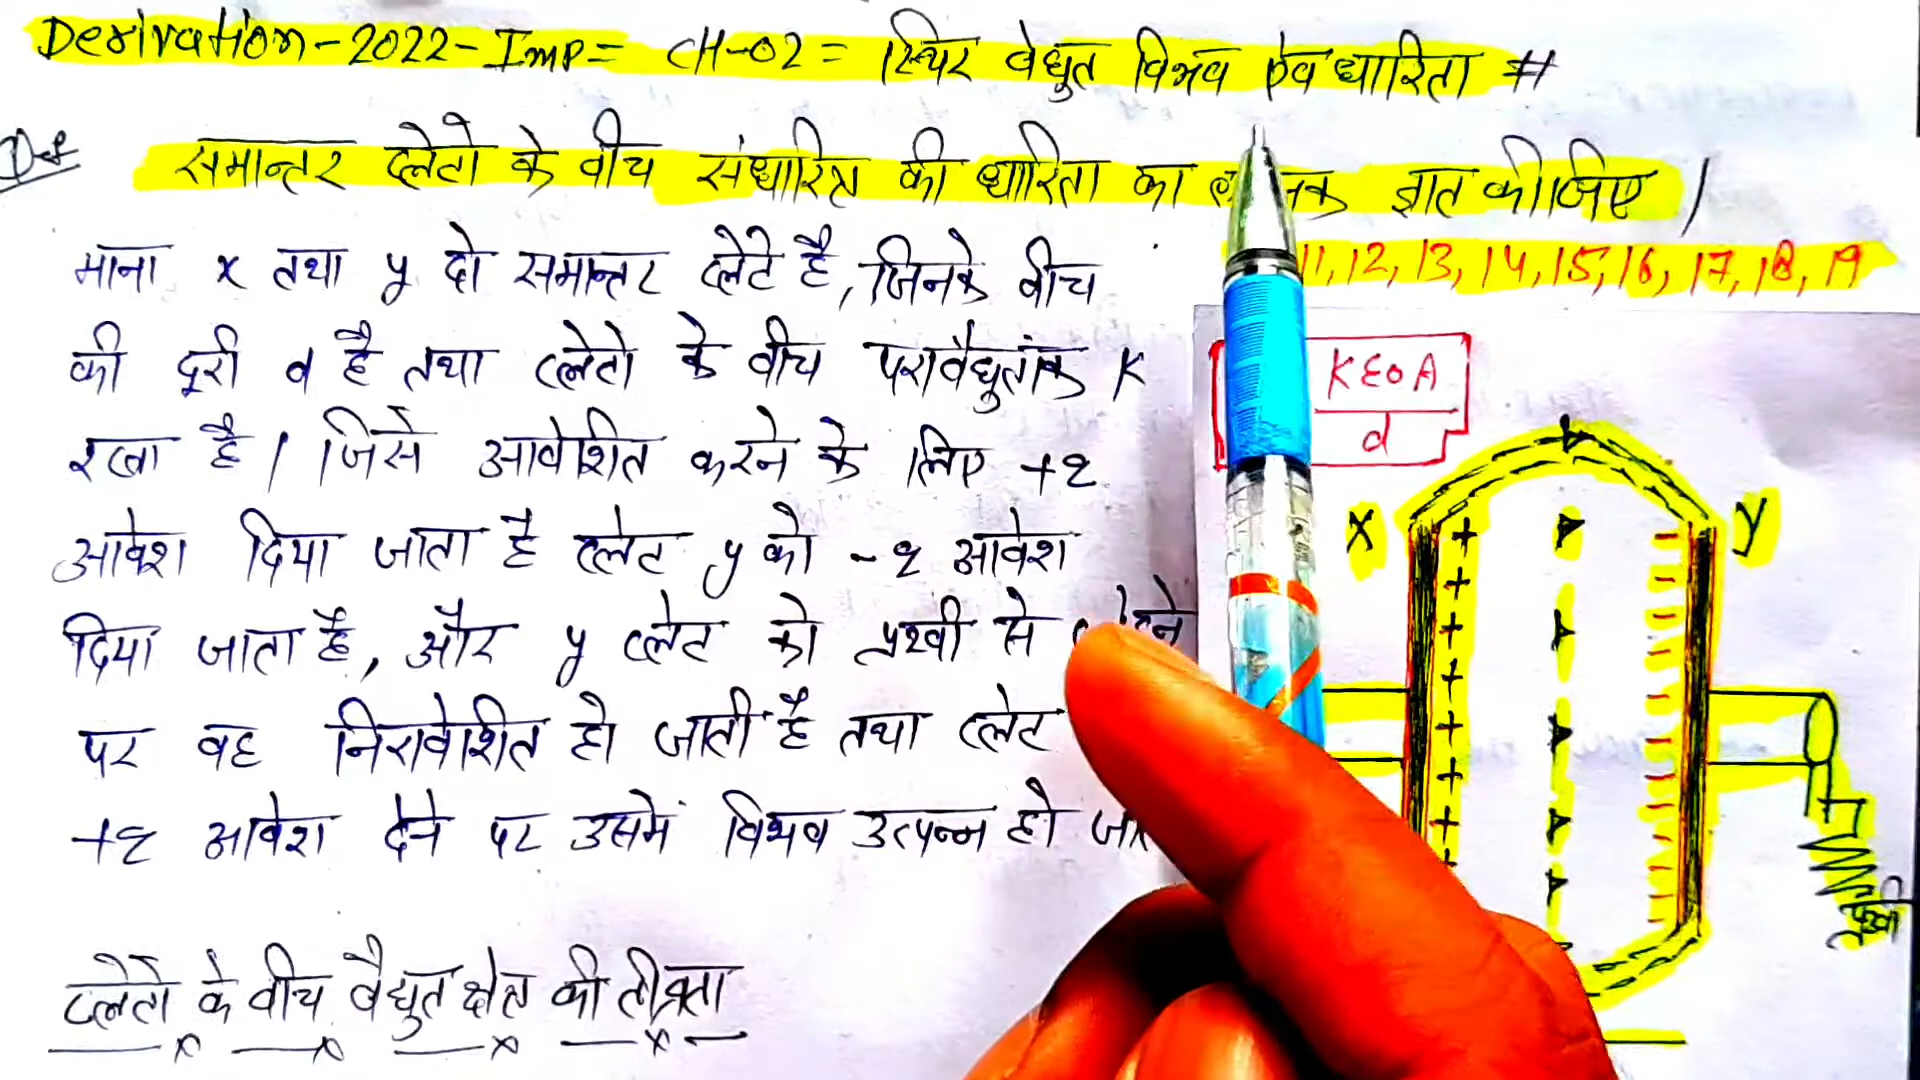 Derivation-2022-Imp= CH-02= स्थिर वेधुत विभव एंव धारिता #
समान्तर प्लेटो के बीच संधारित्र की धारिता का ज्ञात कीजिए |
11, 12, 13, 14, 15, 16, 17, 18, 19
माना x तथा y दो समान्तर प्लेटे है, जिनके बीच
की दूरी d है तथा प्लेटो के बीच परावैधुतांक K
रखा है | जिसे आवेशित करने के लिए +q
आवेश दिया जाता है प्लेट y को -q आवेश
दिया जाता है, और y प्लेट को पृथ्वी से
पर वह निरावेशित हो जाती है तथा प्लेट
+q आवेश देने पर उसमें विभव उत्पन्न हो
प्लेटो के बीच वैधुत क्षेत्र की तीव्रता
KεoA
d
X
Y
पृथ्वी